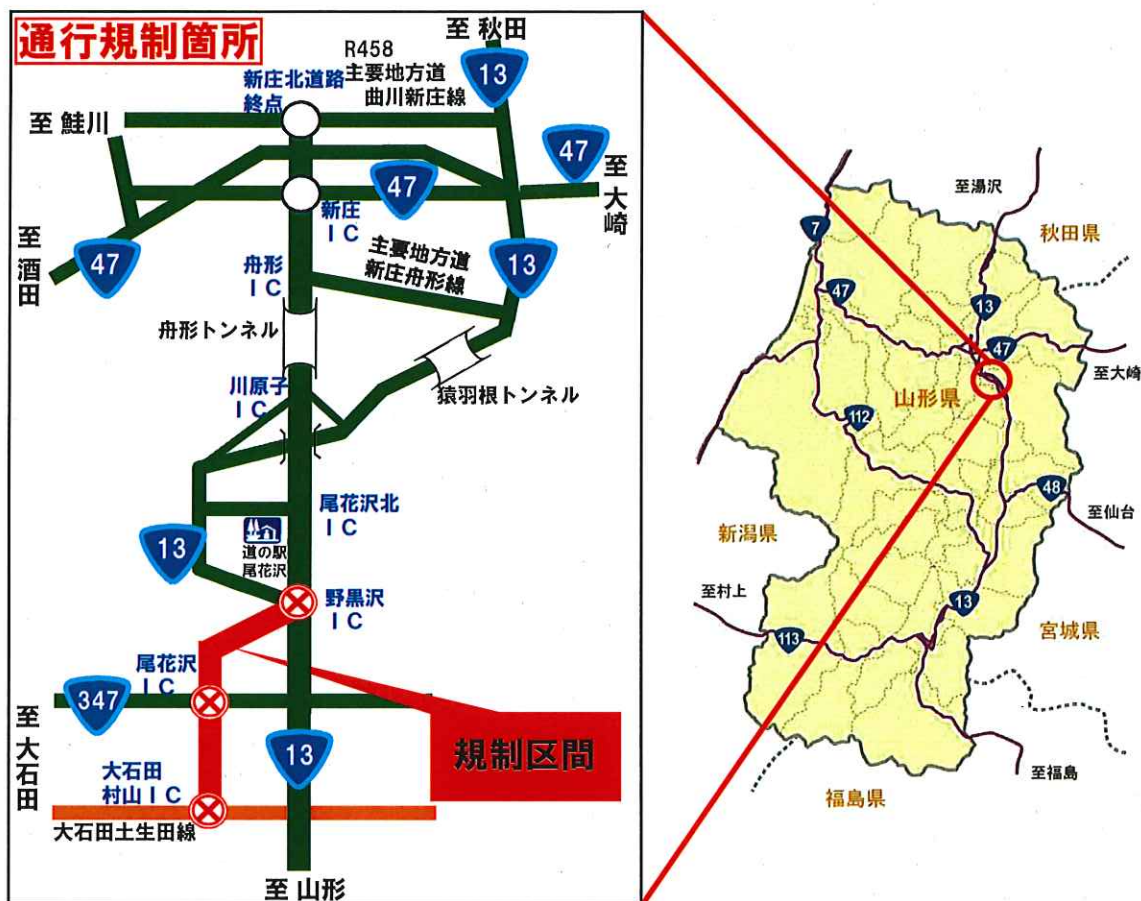 通行規制箇所
至 秋田
R458
主要地方道
曲川新庄線
13
新庄北道路
終点
至 鮭川
47
至大崎
47
新庄
IC
至酒田
47
主要地方道
新庄舟形線
13
舟形
IC
舟形トンネル
川原子
IC
猿羽根トンネル
尾花沢北
IC
13
道の駅
尾花沢
野黒沢
IC
尾花沢
IC
347
至大石田
13
規制区間
大石田
村山IC
大石田土生田線
至 山形
至湯沢
秋田県
7
47
13
47
至大崎
山形県
112
48
至仙台
新潟県
至村上
13
宮城県
113
至福島
福島県